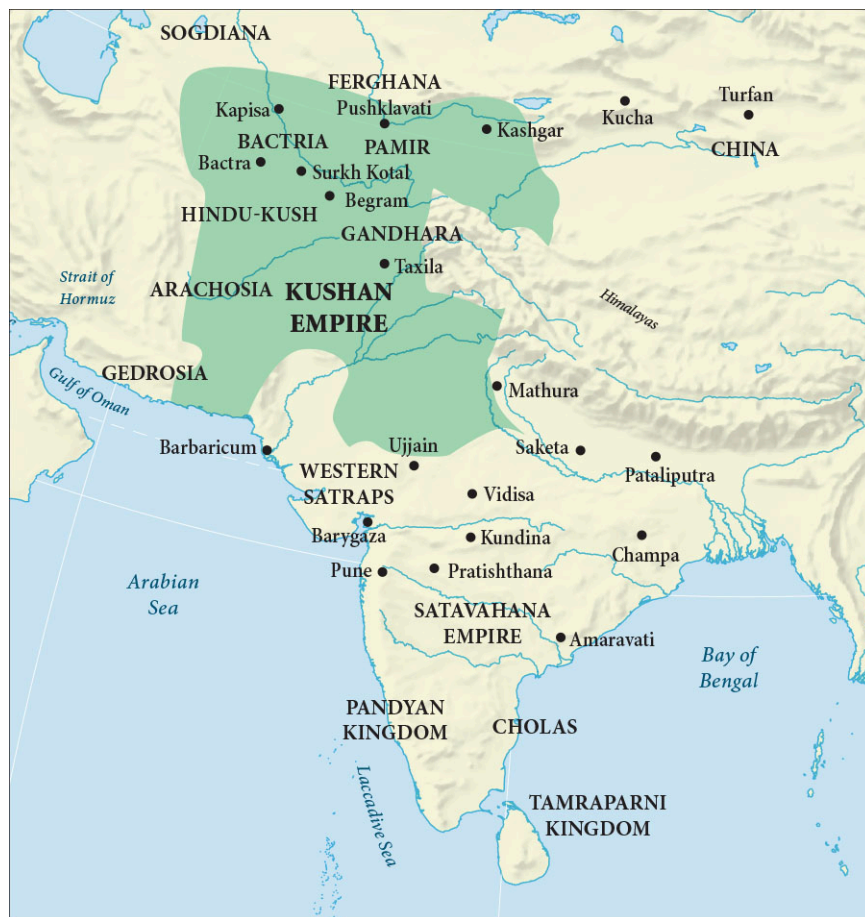 SOGDIANA
FERGHANA
Pushklavati
Kapisa
Kucha
Turfan
Kashgar
BACTRIA
PAMIR
CHINA
Bactra
Surkh Kotal
Begram
HINDU-KUSH
GANDHARA
Taxila
Strait of
Hormuz
ARACHOSIA
KUSHAN
EMPIRE
Himalayas
GEDROSIA
Gulf of Oman
Mathura
Barbaricum
Ujjain
Saketa
Pataliputra
WESTERN
SATRAPS
Vidisa
Barygaza
Kundina
Champa
Pune
Pratishthana
Arabian
Sea
SATAVAHANA
EMPIRE
Amaravati
Bay of
Bengal
PANDYAN
KINGDOM
CHOLAS
Laccadive Sea
TAMRAPARNI
KINGDOM